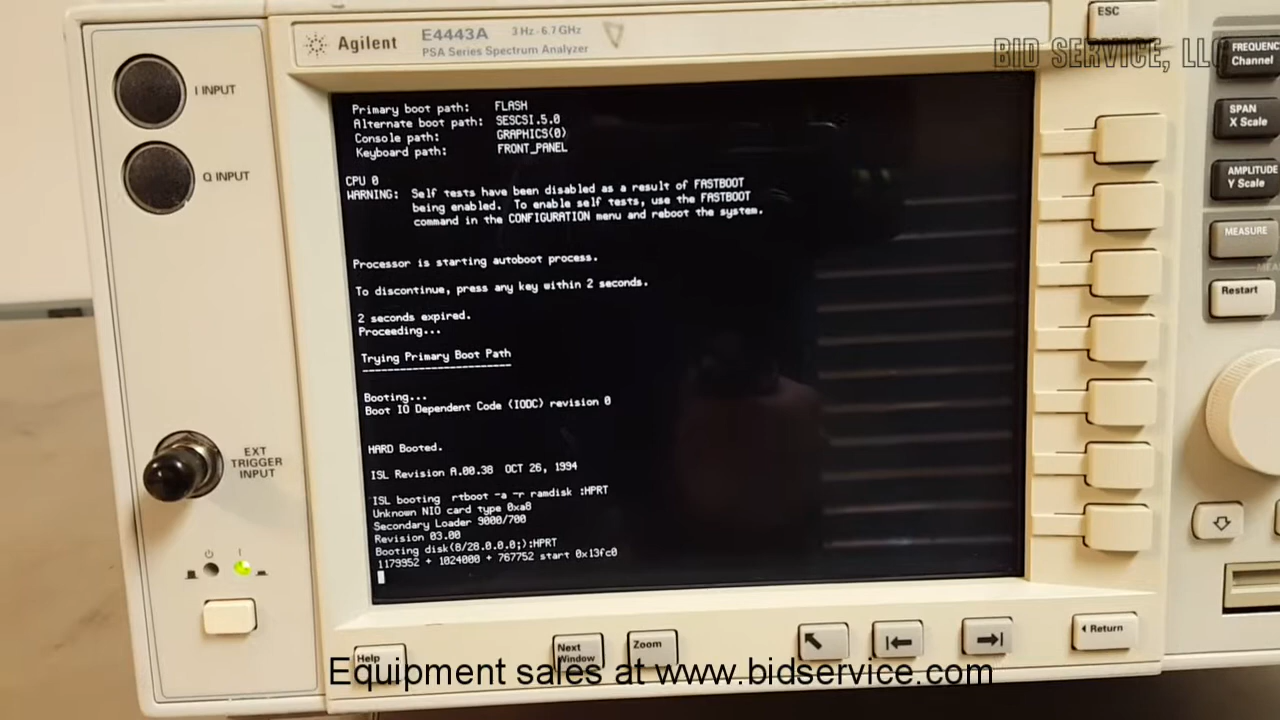 ESC
Agilent E4443A 3 Hz - 6.7 GHz
PSA Series Spectrum Analyzer
BID SERVICE, LLC
FREQUENC
Channel
I INPUT
Q INPUT
SPAN
X Scale
AMPLITUDE
Y Scale
MEASURE
Restart
Primary boot path: FLASH
Alternate boot path: SESCSI.5.0
Console path: GRAPHICS(0)
Keyboard path: FRONT_PANEL
CPU 0
WARNING: Self tests have been disabled as a result of FASTBOOT
being enabled. To enable self tests, use the FASTBOOT
command in the CONFIGURATION menu and reboot the system.
Processor is starting autoboot process.
To discontinue, press any key within 2 seconds.
2 seconds expired.
Proceeding...
Trying Primary Boot Path
------------------------
Booting...
Boot IO Dependent Code (IODC) revision 0
HARD Booted.
ISL Revision A.00.38 OCT 26, 1994
ISL booting rtboot -a -r ramdisk :HPRT
Unknown NIO card type 0xa8
Secondary Loader 9000/700
Revision 03.00
Booting disk(8/28.0.0.0;):HPRT
1179952 + 1024000 + 767752 start 0x13fc0
EXT
TRIGGER
INPUT
Help
Next
Window
Zoom
Return
Equipment sales at www.bidservice.com